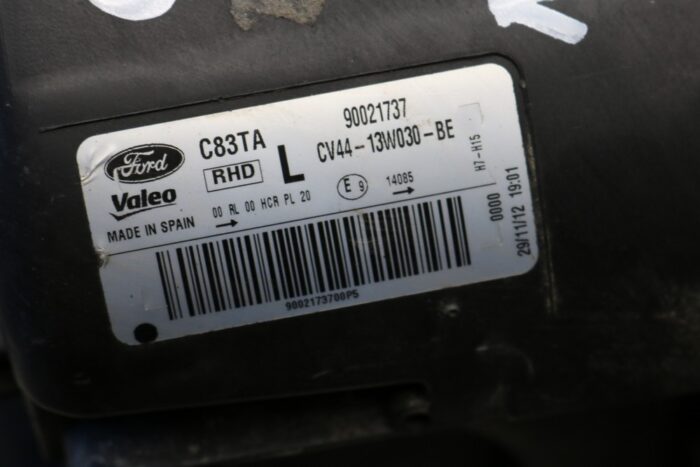 Ford
C83TA
90021737
Valeo
RHD
L
CV44-13W030-BE
MADE IN SPAIN
00 RL 00 HCR PL 20
E 9
14085
H7-H15
0000
29/11/12 19:01
9002173700P5